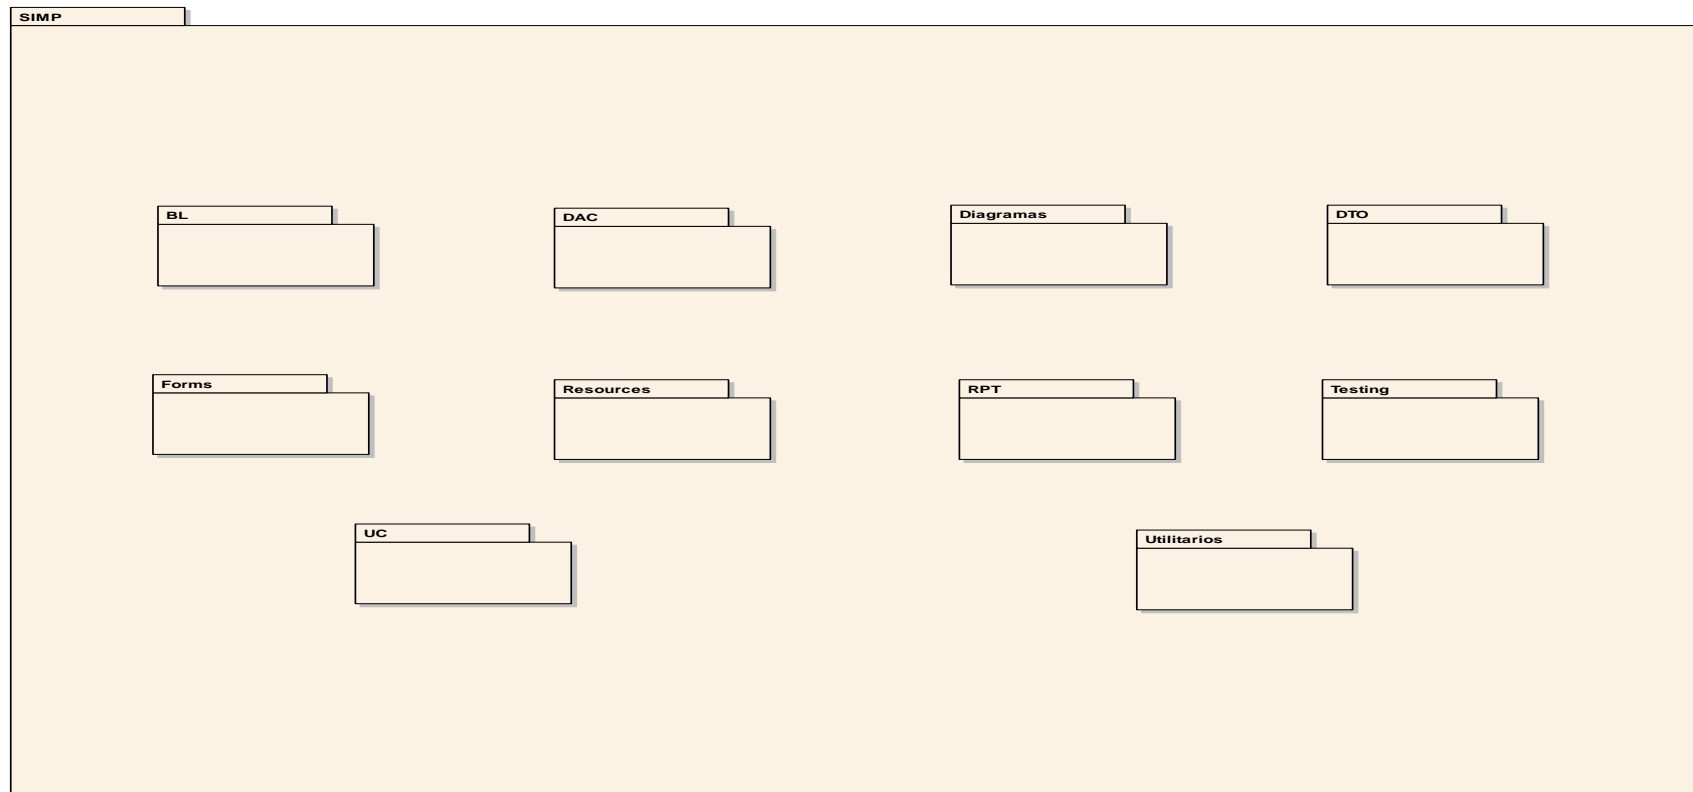 SIMP
BL
DAC
Diagramas
DTO
Forms
Resources
RPT
Testing
UC
Utilitarios